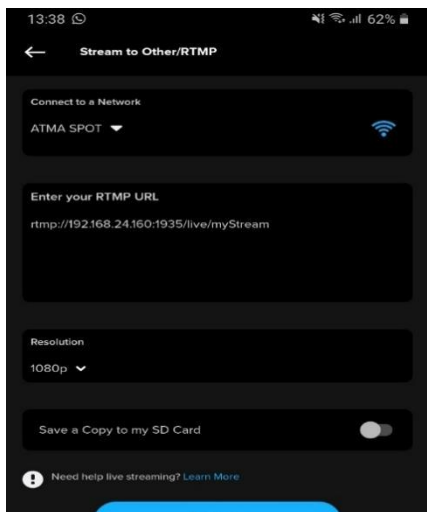 13:38 62%
Stream to Other/RTMP
Connect to a Network
ATMA SPOT
Enter your RTMP URL
rtmp://192.168.24.160:1935/live/myStream
Resolution
1080p
Save a Copy to my SD Card
Need help live streaming? Learn More